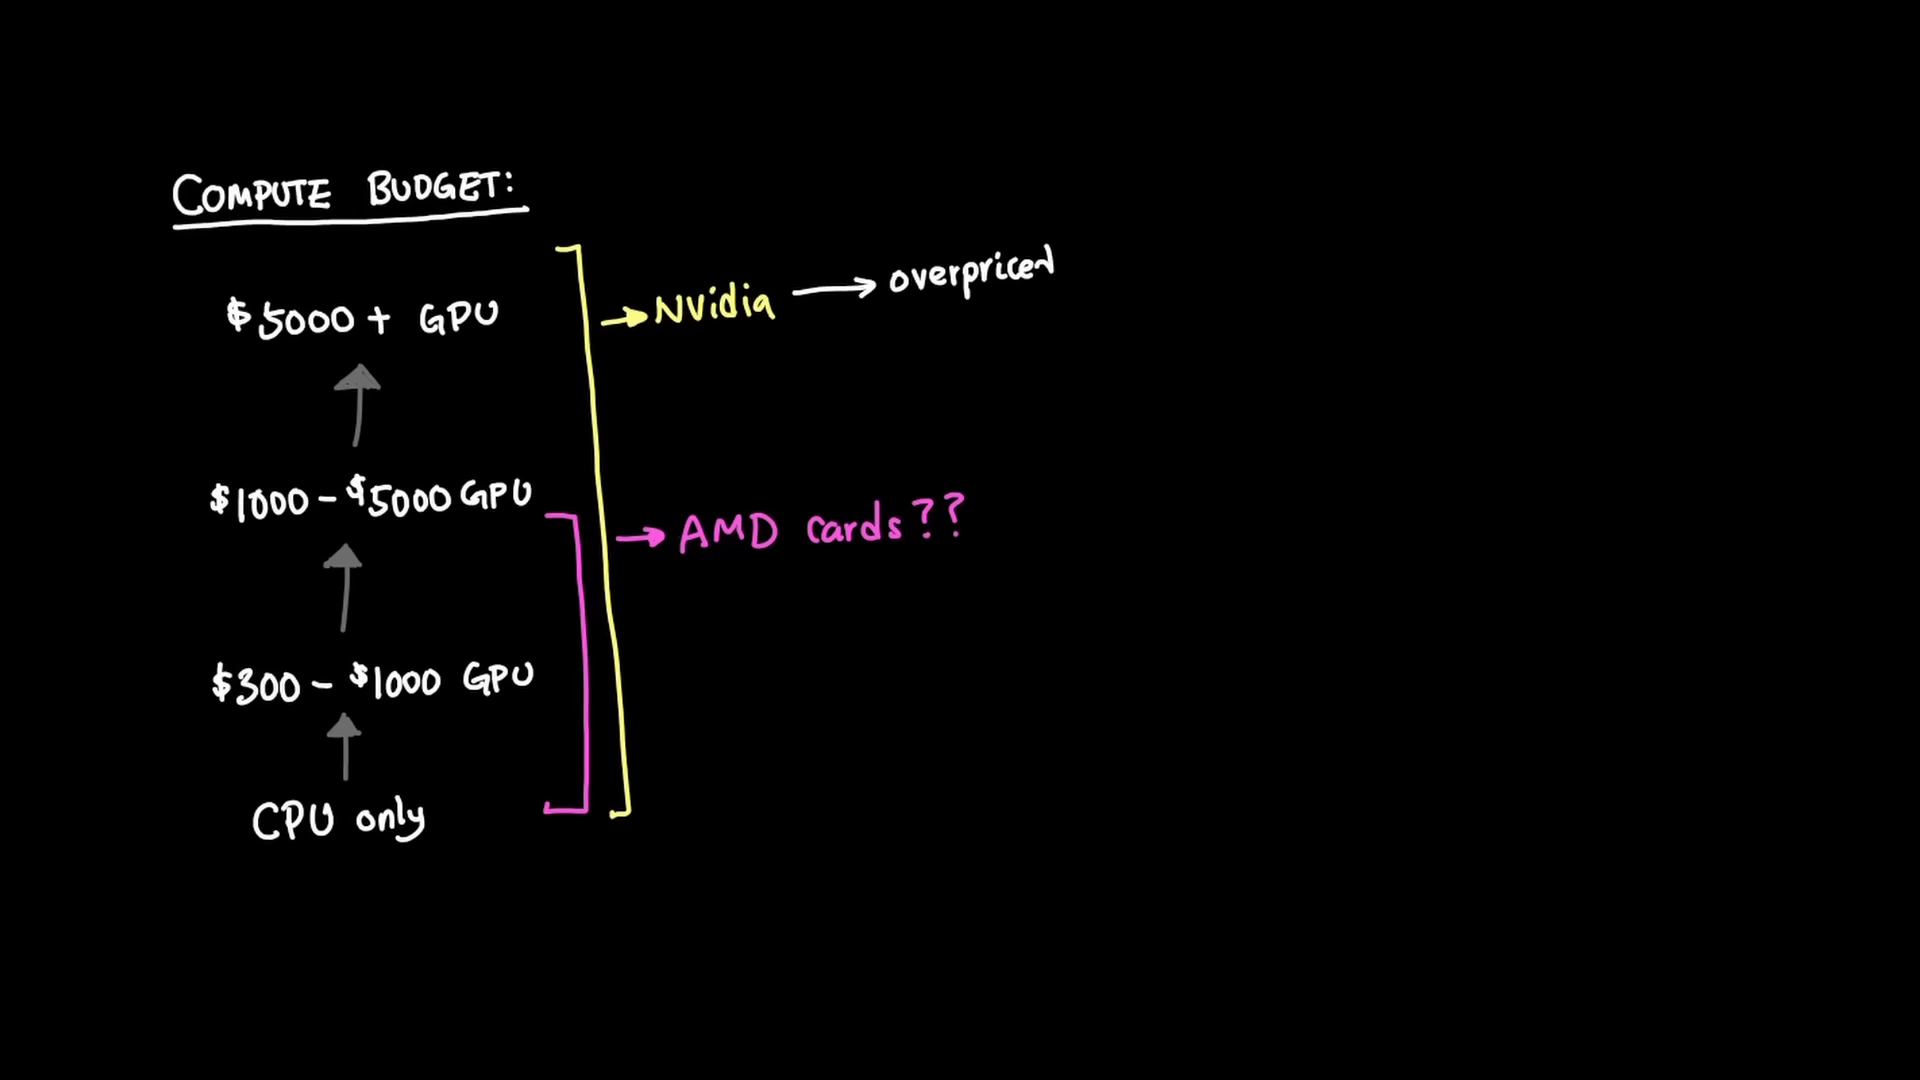 COMPUTE BUDGET:
$5000+ GPU
Nvidia
overpriced
$1000-$5000 GPU
AMD cards??
$300-$1000 GPU
CPU only